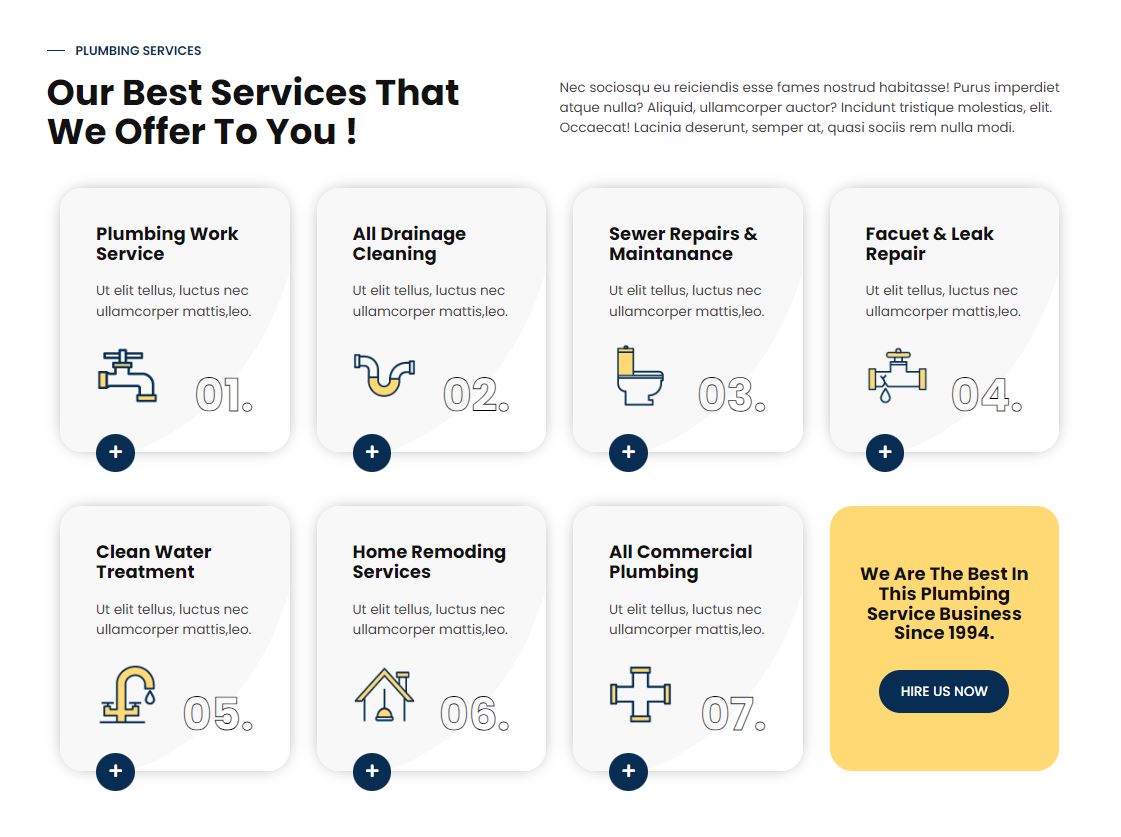 PLUMBING SERVICES
Our Best Services That
We Offer To You !
Nec sociosqu eu reiciendis esse fames nostrud habitasse! Purus imperdiet
atque nulla? Aliquid, ullamcorper auctor? Incidunt tristique molestias, elit.
Occaecat! Lacinia deserunt, semper at, quasi sociis rem nulla modi.
Plumbing Work
Service
Ut elit tellus, luctus nec
ullamcorper mattis,leo.
01.
+
All Drainage
Cleaning
Ut elit tellus, luctus nec
ullamcorper mattis,leo.
02.
+
Sewer Repairs &
Maintanance
Ut elit tellus, luctus nec
ullamcorper mattis,leo.
03.
+
Facuet & Leak
Repair
Ut elit tellus, luctus nec
ullamcorper mattis,leo.
04.
+
Clean Water
Treatment
Ut elit tellus, luctus nec
ullamcorper mattis,leo.
05.
+
Home Remoding
Services
Ut elit tellus, luctus nec
ullamcorper mattis,leo.
06.
+
All Commercial
Plumbing
Ut elit tellus, luctus nec
ullamcorper mattis,leo.
07.
+
We Are The Best In
This Plumbing
Service Business
Since 1994.
HIRE US NOW